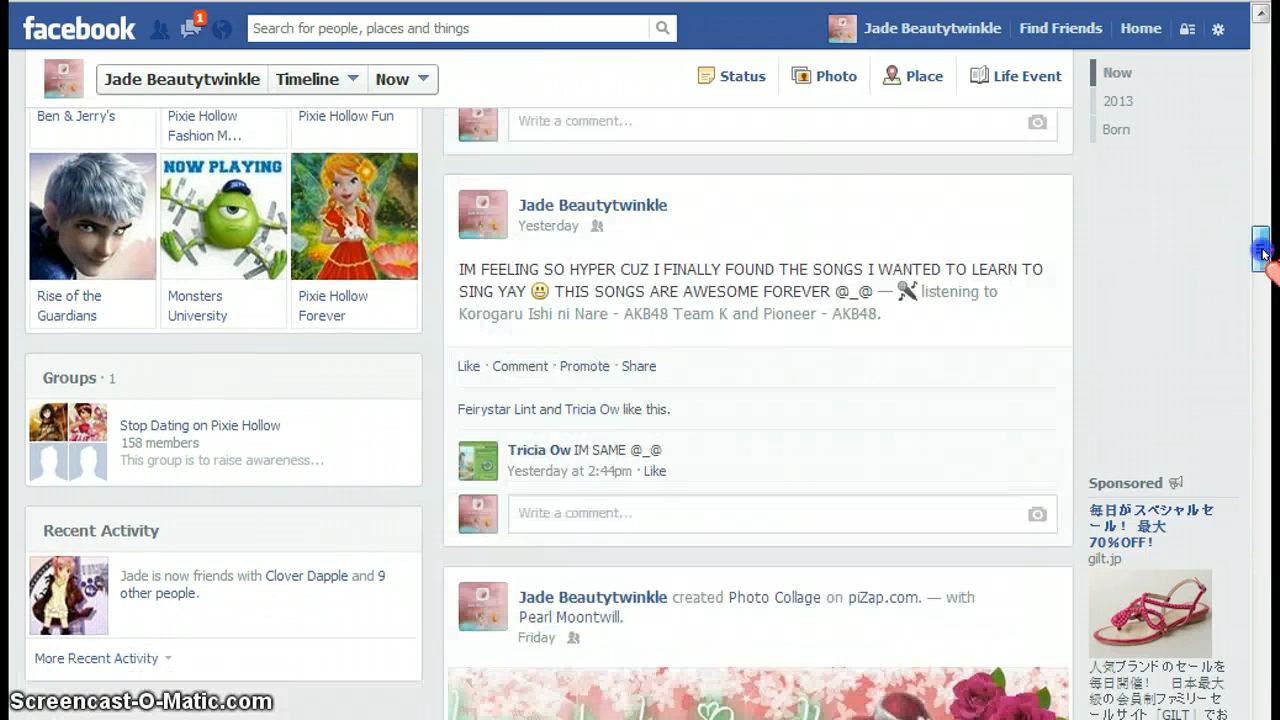 facebook
1
Search for people, places and things
Jade Beautytwinkle
Find Friends
Home
Jade Beautytwinkle
Timeline
Now
Status
Photo
Place
Life Event
Now
2013
Born
Ben & Jerry's
Pixie Hollow
Fashion M...
Pixie Hollow Fun
NOW PLAYING
Rise of the
Guardians
Monsters
University
Pixie Hollow
Forever
Groups · 1
Stop Dating on Pixie Hollow
158 members
This group is to raise awareness...
Recent Activity
Jade is now friends with Clover Dapple and 9
other people.
More Recent Activity
Write a comment...
Jade Beautytwinkle
Yesterday
IM FEELING SO HYPER CUZ I FINALLY FOUND THE SONGS I WANTED TO LEARN TO
SING YAY THIS SONGS ARE AWESOME FOREVER @_@ — listening to
Korogaru Ishi ni Nare - AKB48 Team K and Pioneer - AKB48.
Like · Comment · Promote · Share
Feirystar Lint and Tricia Ow like this.
Tricia Ow IM SAME @_@
Yesterday at 2:44pm · Like
Write a comment...
Jade Beautytwinkle created Photo Collage on piZap.com. — with
Pearl Moontwill.
Friday
Sponsored
毎日がスペシャルセ
ール！ 最大
70%OFF!
gilt.jp
人気ブランドのセールを
毎日開催！ 日本最大
級の会員制ファミリーセ
ールサイト「GILT」でお
Screencast-O-Matic.com